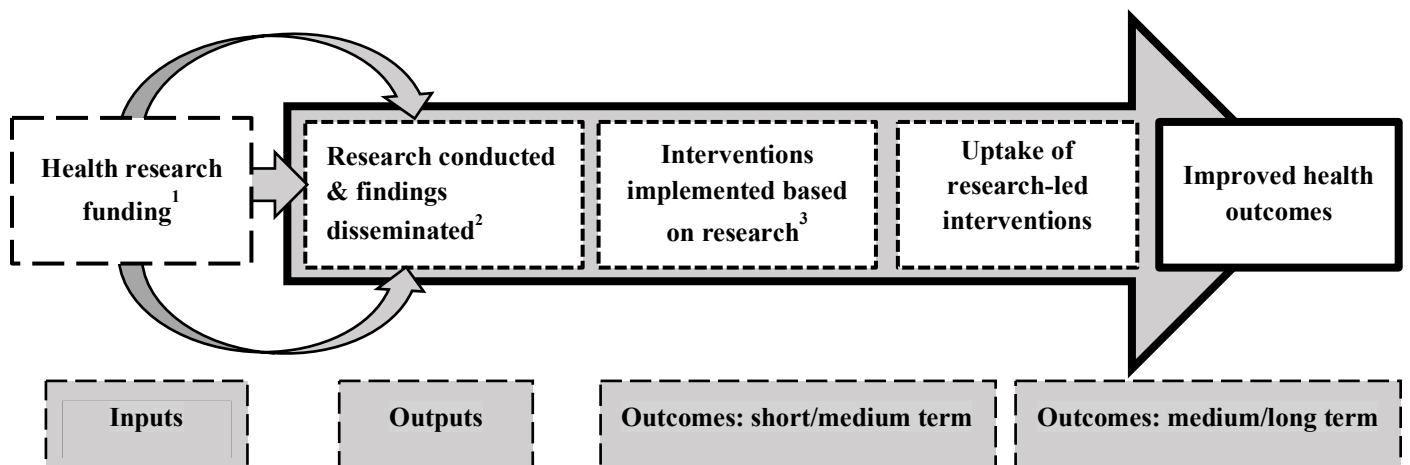 Health research
funding1
Research conducted
& findings
disseminated2
Interventions
implemented based
on research3
Uptake of
research-led
interventions
Improved health
outcomes
Inputs
Outputs
Outcomes: short/medium term
Outcomes: medium/long term